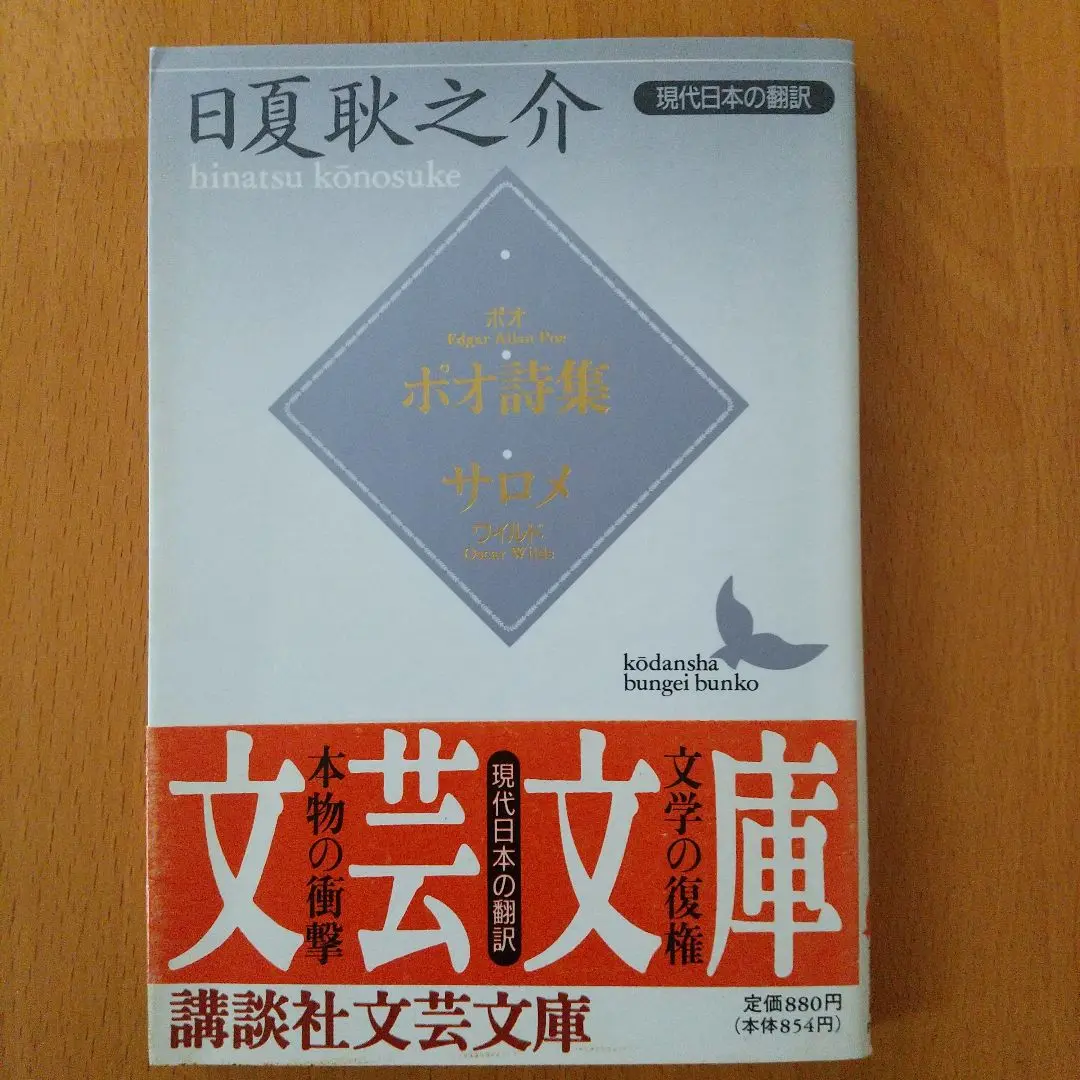 日夏耿之介
hinatsu kōnosuke
現代日本の翻訳
ポオ
Edgar Allan Poe
ポオ詩集
サロメ
ワイルド
Oscar Wilde
kōdansha
bungei bunko
文芸文庫
文学の復権
現代日本の翻訳
本物の衝撃
講談社文芸文庫
定価880円
(本体854円)